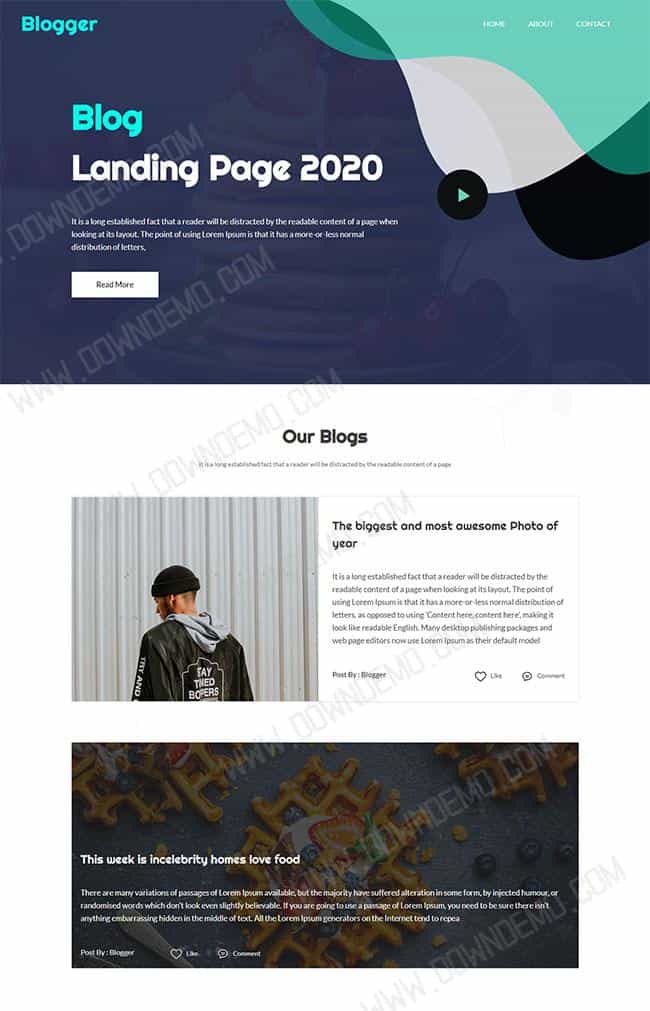 Blogger
HOME ABOUT CONTACT
Blog
Landing Page 2020
It is a long established fact that a reader will be distracted by the readable content of a page when
looking at its layout. The point of using Lorem Ipsum is that it has a more-or-less normal
distribution of letters,
Read More
Our Blogs
It is a long established fact that a reader will be distracted by the readable content of a page
The biggest and most awesome Photo of
year
It is a long established fact that a reader will be distracted by the
readable content of a page when looking at its layout. The point of
using Lorem Ipsum is that it has a more-or-less normal distribution of
letters, as opposed to using 'Content here, content here', making it
look like readable English. Many desktop publishing packages and
web page editors now use Lorem Ipsum as their default model
Post By : Blogger
Like
Comment
TRY AND
STAY
TNED
BOPERS
This week is incelebrity homes love food
There are many variations of passages of Lorem Ipsum available, but the majority have suffered alteration in some form, by injected humour, or
randomised words which don't look even slightly believable. If you are going to use a passage of Lorem Ipsum, you need to be sure there isn't
anything embarrassing hidden in the middle of text. All the Lorem Ipsum generators on the Internet tend to repea
Post By : Blogger
Like
Comment
WWW.DOWNDEMO.COM
WWW.DOWNDEMO.COM
WWW.DOWNDEMO.COM